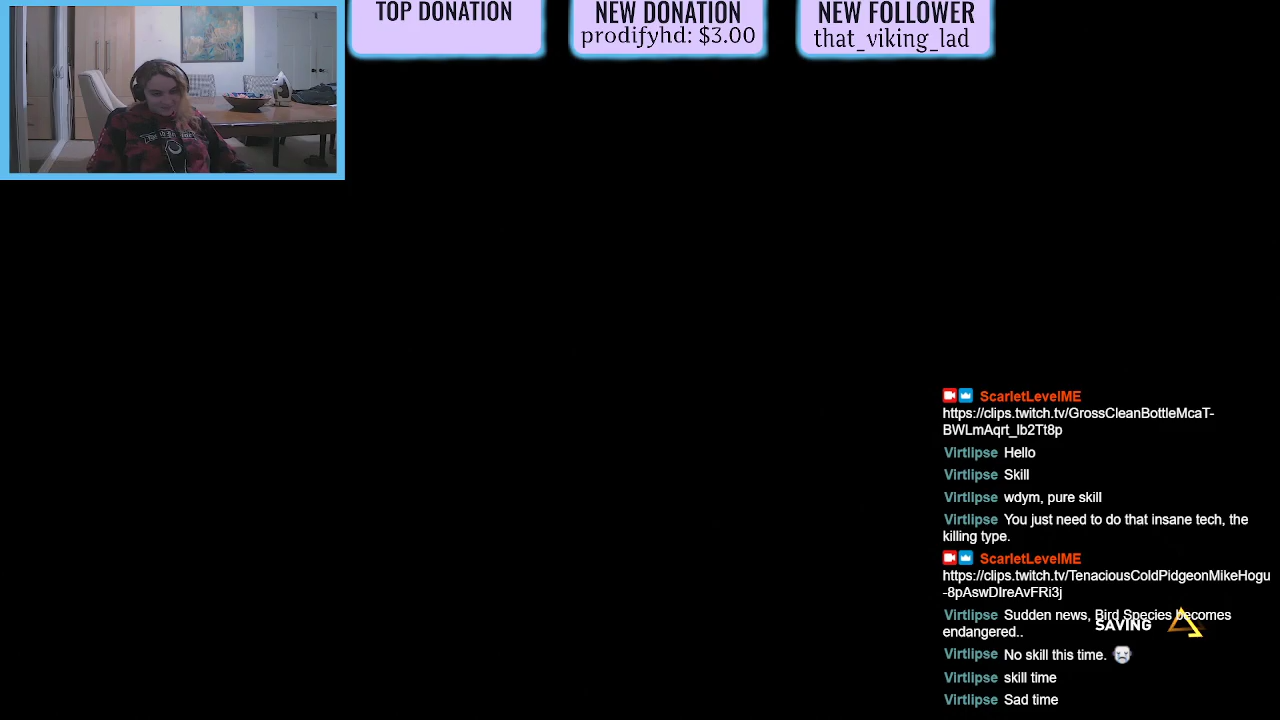 TOP DONATION
NEW DONATION
prodifyhd: $3.00
NEW FOLLOWER
that_viking_lad
ScarletLevelME
https://clips.twitch.tv/GrossCleanBottleMcaT-
BWLmAqrt_lb2Tt8p
Virtlipse Hello
Virtlipse Skill
Virtlipse wdym, pure skill
Virtlipse You just need to do that insane tech, the
killing type.
ScarletLevelME
https://clips.twitch.tv/TenaciousColdPidgeonMikeHogu
-8pAswDIreAvFRi3j
Virtlipse Sudden news, Bird Species becomes
endangered..
SAVING
Virtlipse No skill this time.
Virtlipse skill time
Virtlipse Sad time